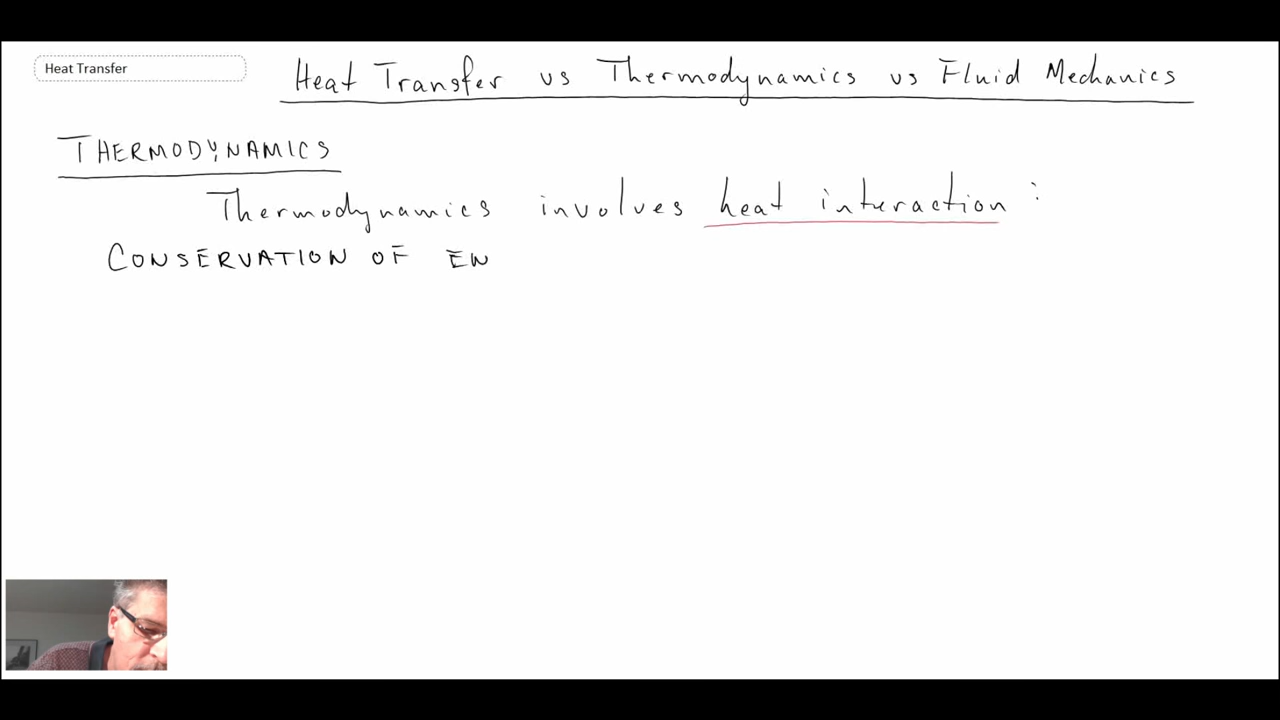 Heat Transfer
Heat Transfer vs Thermodynamics vs Fluid Mechanics
THERMODYNAMICS
Thermodynamics involves heat interaction :
CONSERVATION OF EN